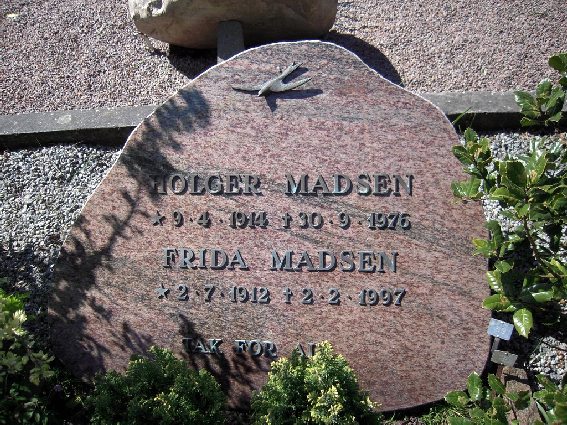 HOLGER MADSEN
★ 9·4·1914 ✝ 30·9·1976
FRIDA MADSEN
★ 2·7·1912 ✝ 2·2·1997
TAK FOR